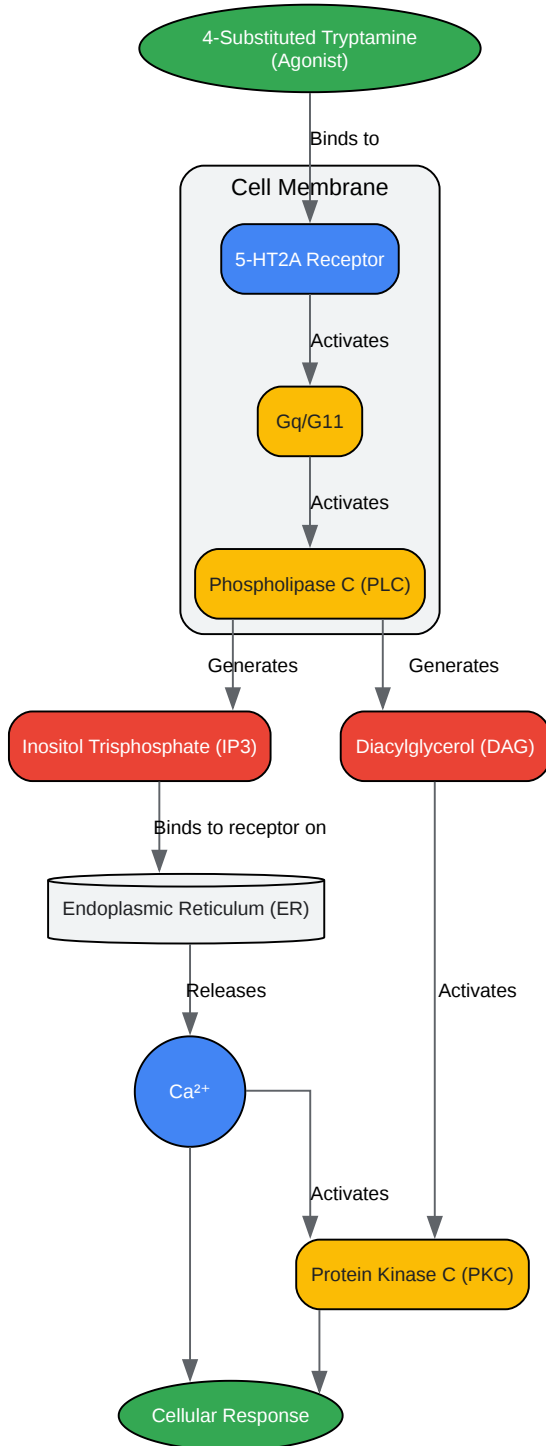 4-Substituted Tryptamine
(Agonist)
Binds to
Cell Membrane
5-HT2A Receptor
Activates
Gq/G11
Activates
Phospholipase C (PLC)
Generates
Generates
Inositol Trisphosphate (IP3)
Diacylglycerol (DAG)
Binds to receptor on
Endoplasmic Reticulum (ER)
Releases
Activates
Ca²⁺
Activates
Protein Kinase C (PKC)
Cellular Response